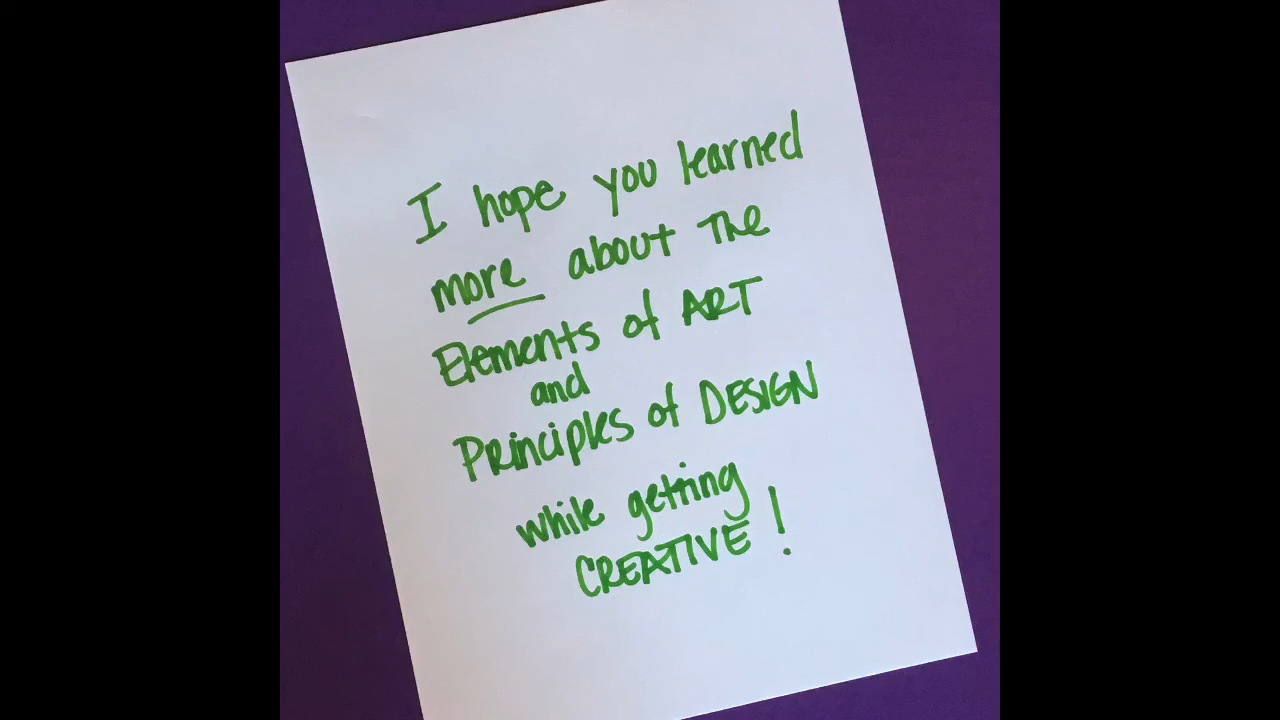 I hope you learned
more about the
Elements of ART
and
Principles of DESIGN
while getting
CREATIVE!